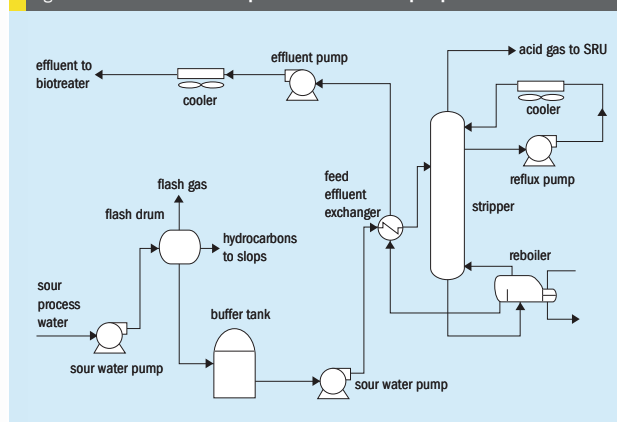 acid gas to SRU
effluent pump
effluent to
biotreater
cooler
cooler
reflux pump
flash gas
feed
effluent
exchanger
flash drum
stripper
hydrocarbons
to slops
reboiler
sour
process
water
buffer tank
sour water pump
sour water pump